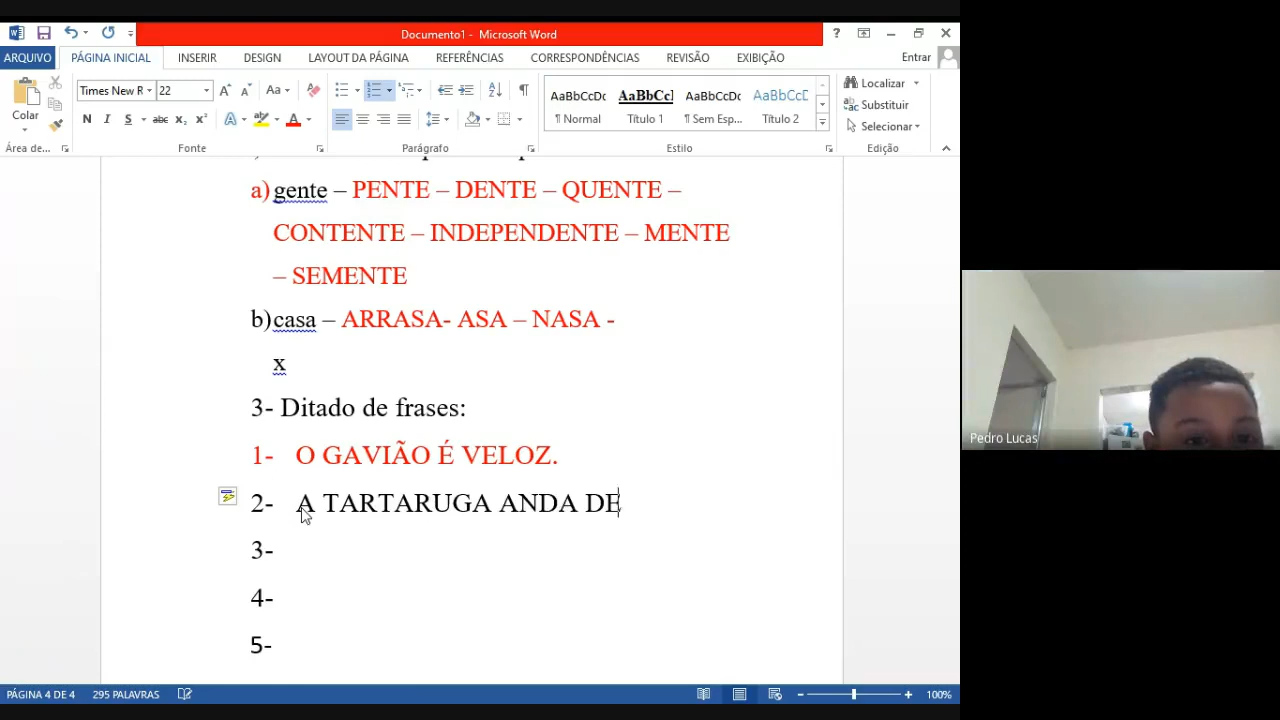 Documento1 - Microsoft Word
?
ARQUIVO PÁGINA INICIAL INSERIR DESIGN LAYOUT DA PÁGINA REFERÊNCIAS CORRESPONDÊNCIAS REVISÃO EXIBIÇÃO Entrar
Colar
Times New R 22
N I S abc x₂ x² A ab A
Aa
AaBbCcDc AaBbCcI AaBbCcDc AaBbCcD
¶ Normal Título 1 ¶ Sem Esp... Título 2
Localizar
Substituir
Selecionar
Área de... Fonte Parágrafo Estilo Edição
a) gente – PENTE – DENTE – QUENTE –
CONTENTE – INDEPENDENTE – MENTE
– SEMENTE
b) casa – ARRASA- ASA – NASA -
x
3- Ditado de frases:
1- O GAVIÃO É VELOZ.
2- A TARTARUGA ANDA DE
3-
4-
5-
Pedro Lucas
PÁGINA 4 DE 4 295 PALAVRAS 100%